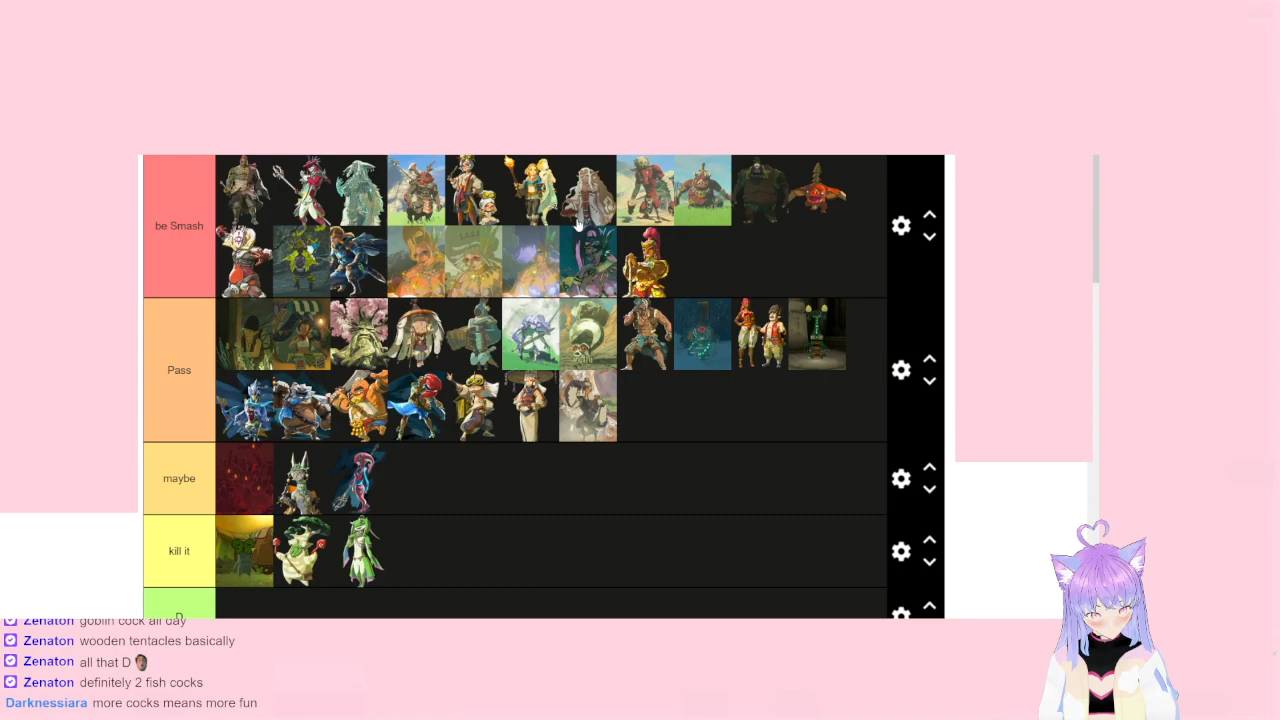 be Smash
Pass
maybe
kill it
D
Zenaton goblin cock all day
Zenaton wooden tentacles basically
Zenaton all that D
Zenaton definitely 2 fish cocks
Darknessiara more cocks means more fun